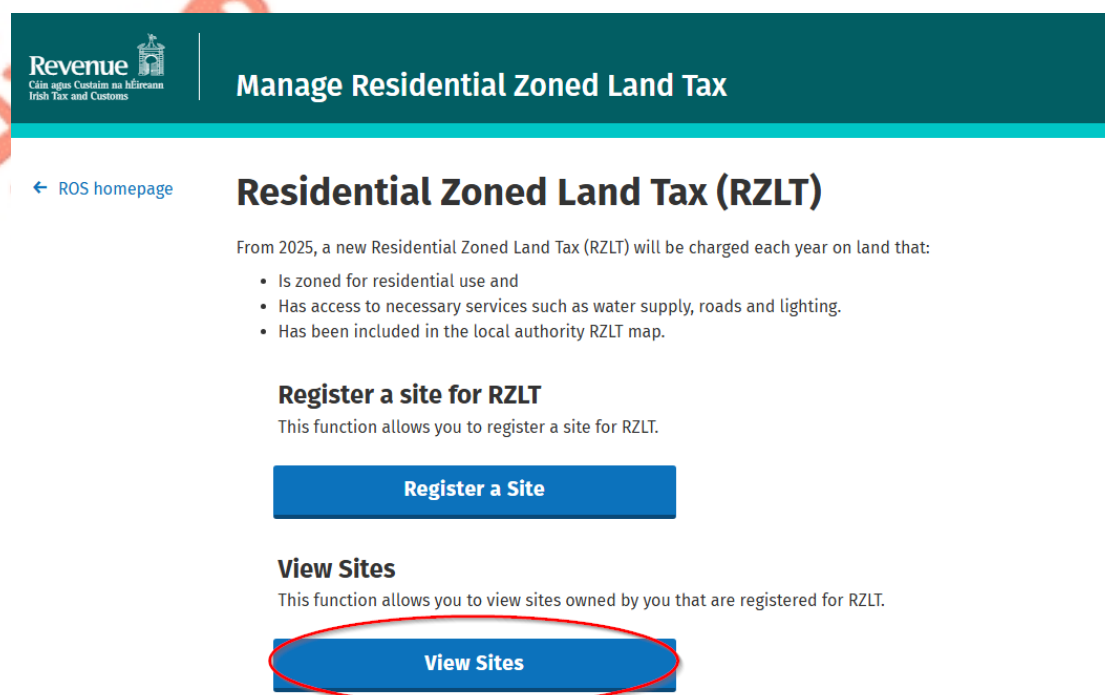 Revenue
Cáin agus Custaim na hÉireann
Irish Tax and Customs
Manage Residential Zoned Land Tax
← ROS homepage
Residential Zoned Land Tax (RZLT)
From 2025, a new Residential Zoned Land Tax (RZLT) will be charged each year on land that:
• Is zoned for residential use and
• Has access to necessary services such as water supply, roads and lighting.
• Has been included in the local authority RZLT map.
Register a site for RZLT
This function allows you to register a site for RZLT.
Register a Site
View Sites
This function allows you to view sites owned by you that are registered for RZLT.
View Sites